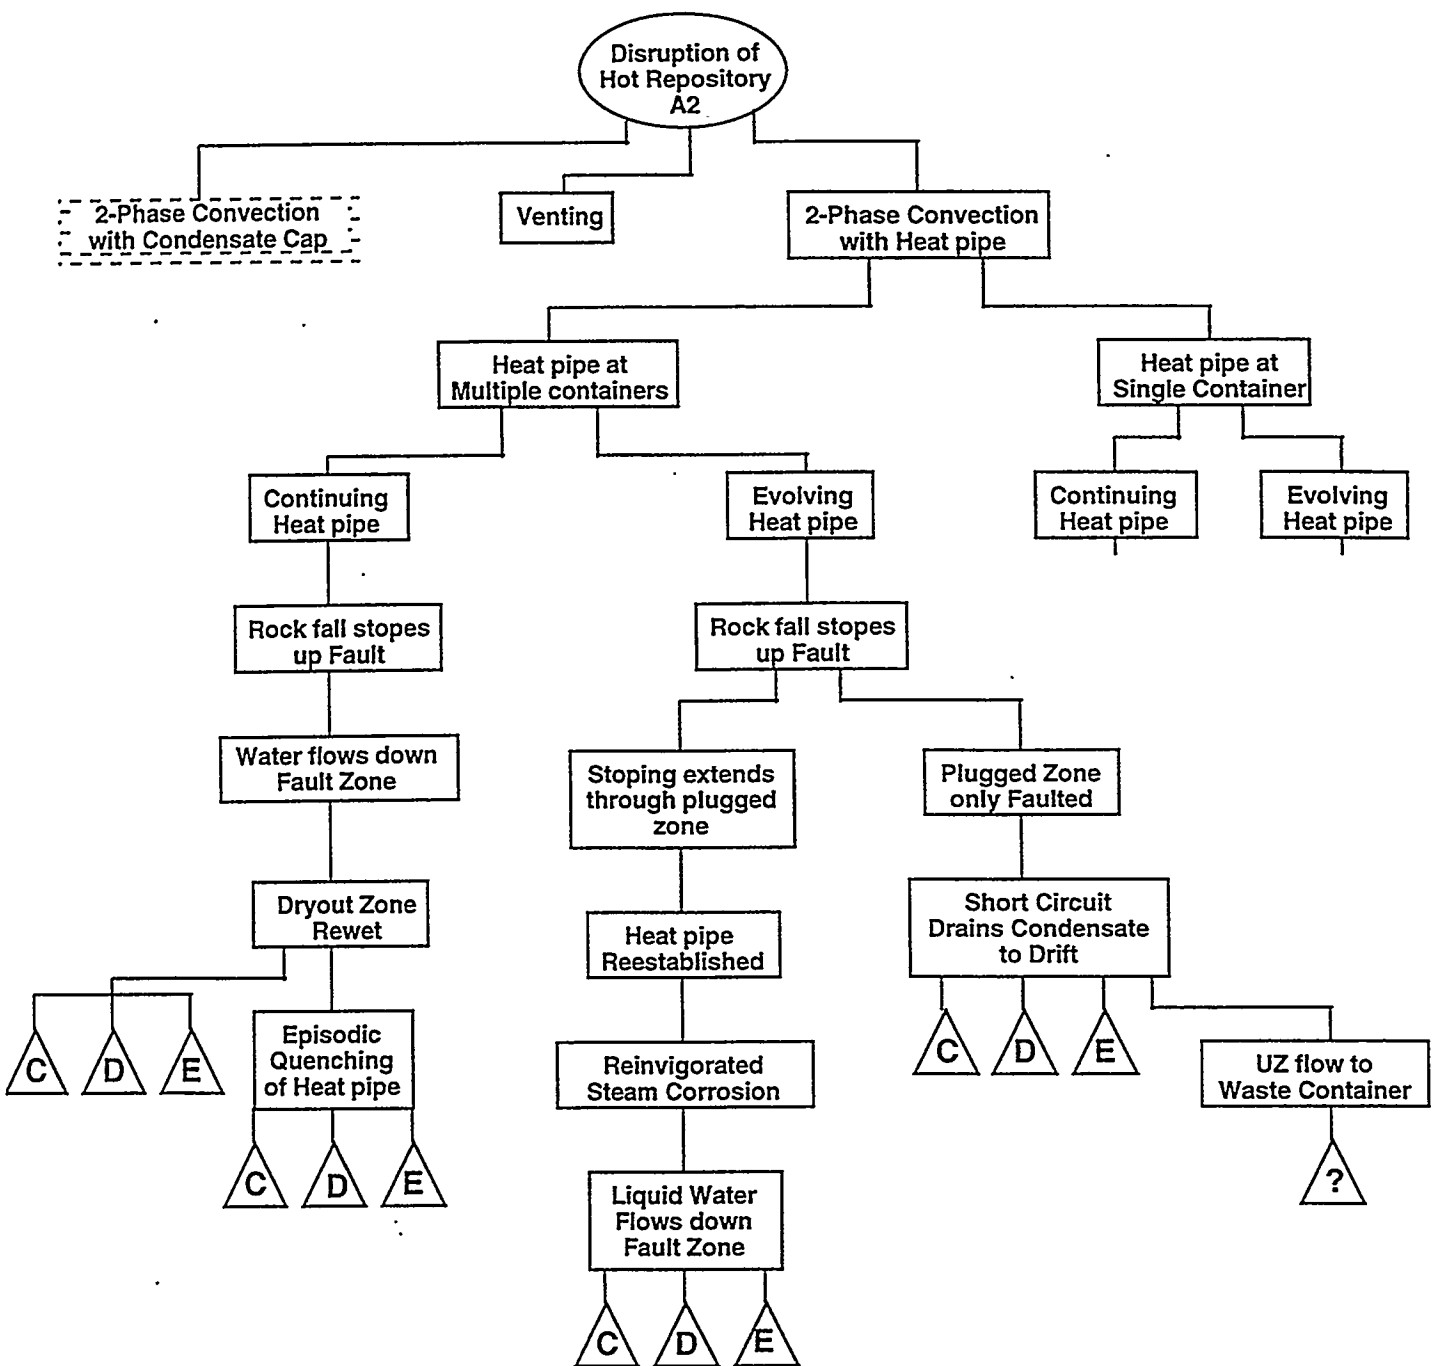 Disruption of
Hot Repository
A2
2-Phase Convection
with Condensate Cap
Venting
2-Phase Convection
with Heat pipe
Heat pipe at
Multiple containers
Heat pipe at
Single Container
Continuing
Heat pipe
Evolving
Heat pipe
Continuing
Heat pipe
Evolving
Heat pipe
Rock fall stopes
up Fault
Rock fall stopes
up Fault
Water flows down
Fault Zone
Stoping extends
through plugged
zone
Plugged Zone
only Faulted
Dryout Zone
Rewet
Heat pipe
Reestablished
Short Circuit
Drains Condensate
to Drift
C
D
E
Episodic
Quenching
of Heat pipe
Reinvigorated
Steam Corrosion
C
D
E
UZ flow to
Waste Container
C
D
E
Liquid Water
Flows down
Fault Zone
?
C
D
E